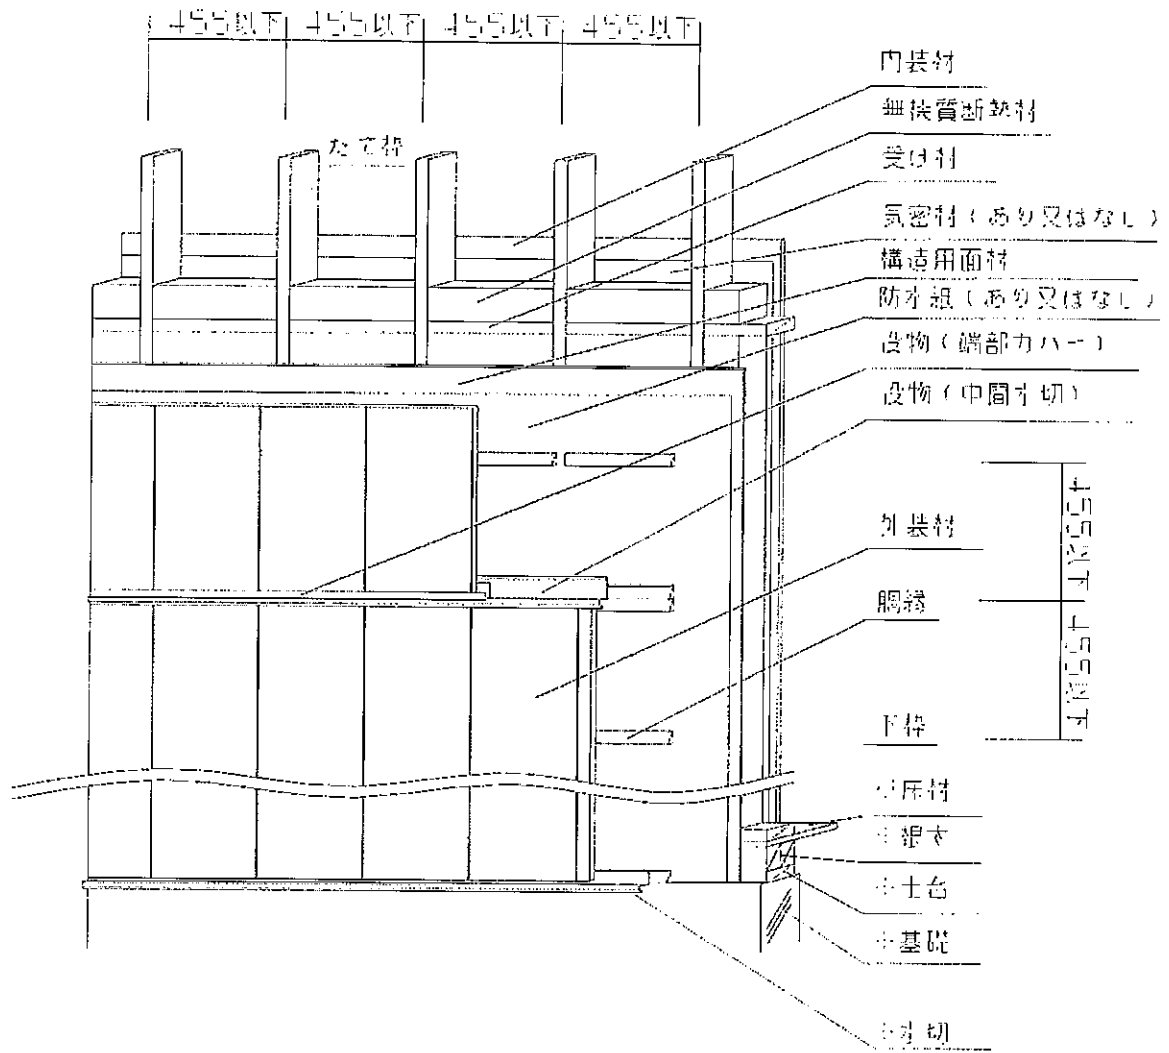 455以下 455以下 455以下 455以下
たて枠
内装材
無機質断熱材
受け材
気密材(あり又はなし)
構造用面材
防水紙(あり又はなし)
役物(端部カバー)
役物(中間水切)
外装材
455以下
胴縁
455以下
下枠
※床材
※根太
※土台
※基礎
※水切